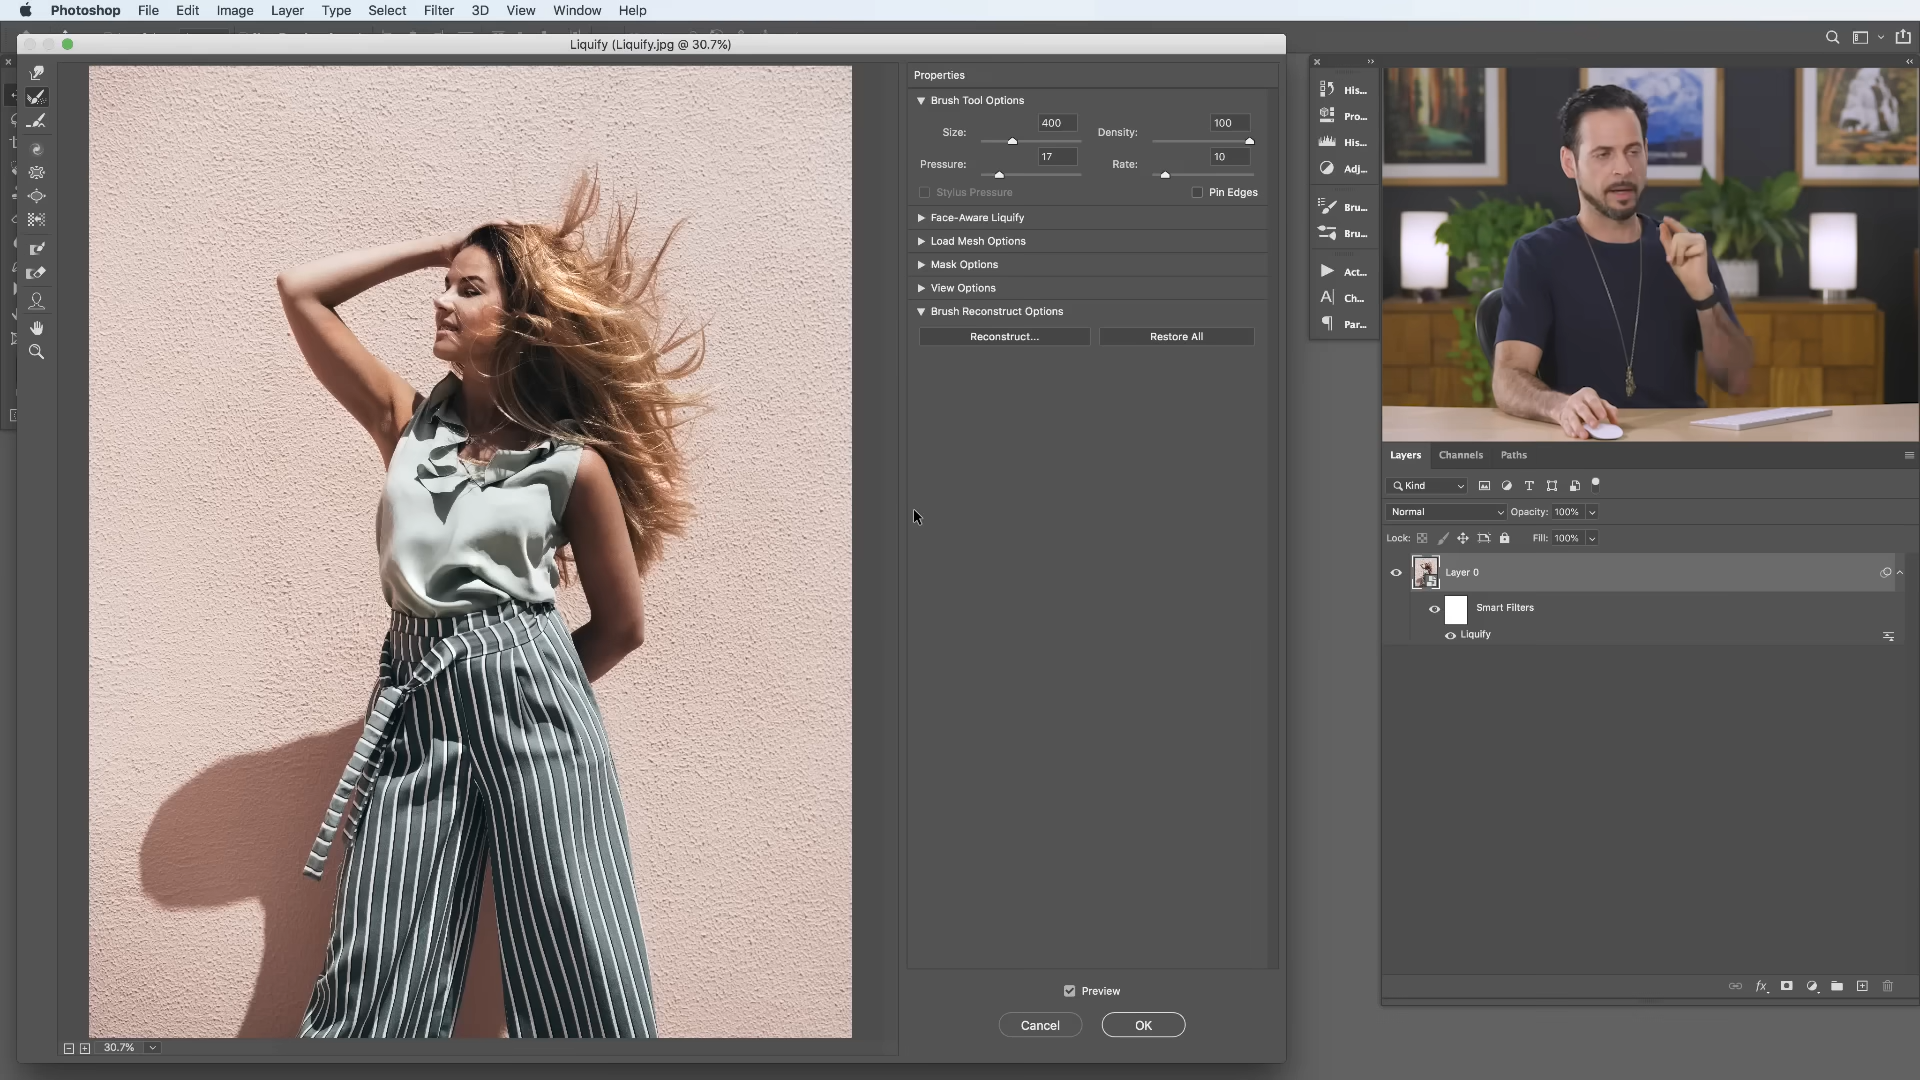 Photoshop File Edit Image Layer Type Select Filter 3D View Window Help
Liquify (Liquify.jpg @ 30.7%)
Properties
Brush Tool Options
Size: 400 Density: 100
Pressure: 17 Rate: 10
Stylus Pressure Pin Edges
Face-Aware Liquify
Load Mesh Options
Mask Options
View Options
Brush Reconstruct Options
Reconstruct... Restore All
Preview
Cancel OK
30.7%
His...
Pro...
His...
Adj...
Bru...
Bru...
Act...
Ch...
Par...
Layers Channels Paths
Kind
Normal Opacity: 100%
Lock: Fill: 100%
Layer 0
Smart Filters
Liquify
fx